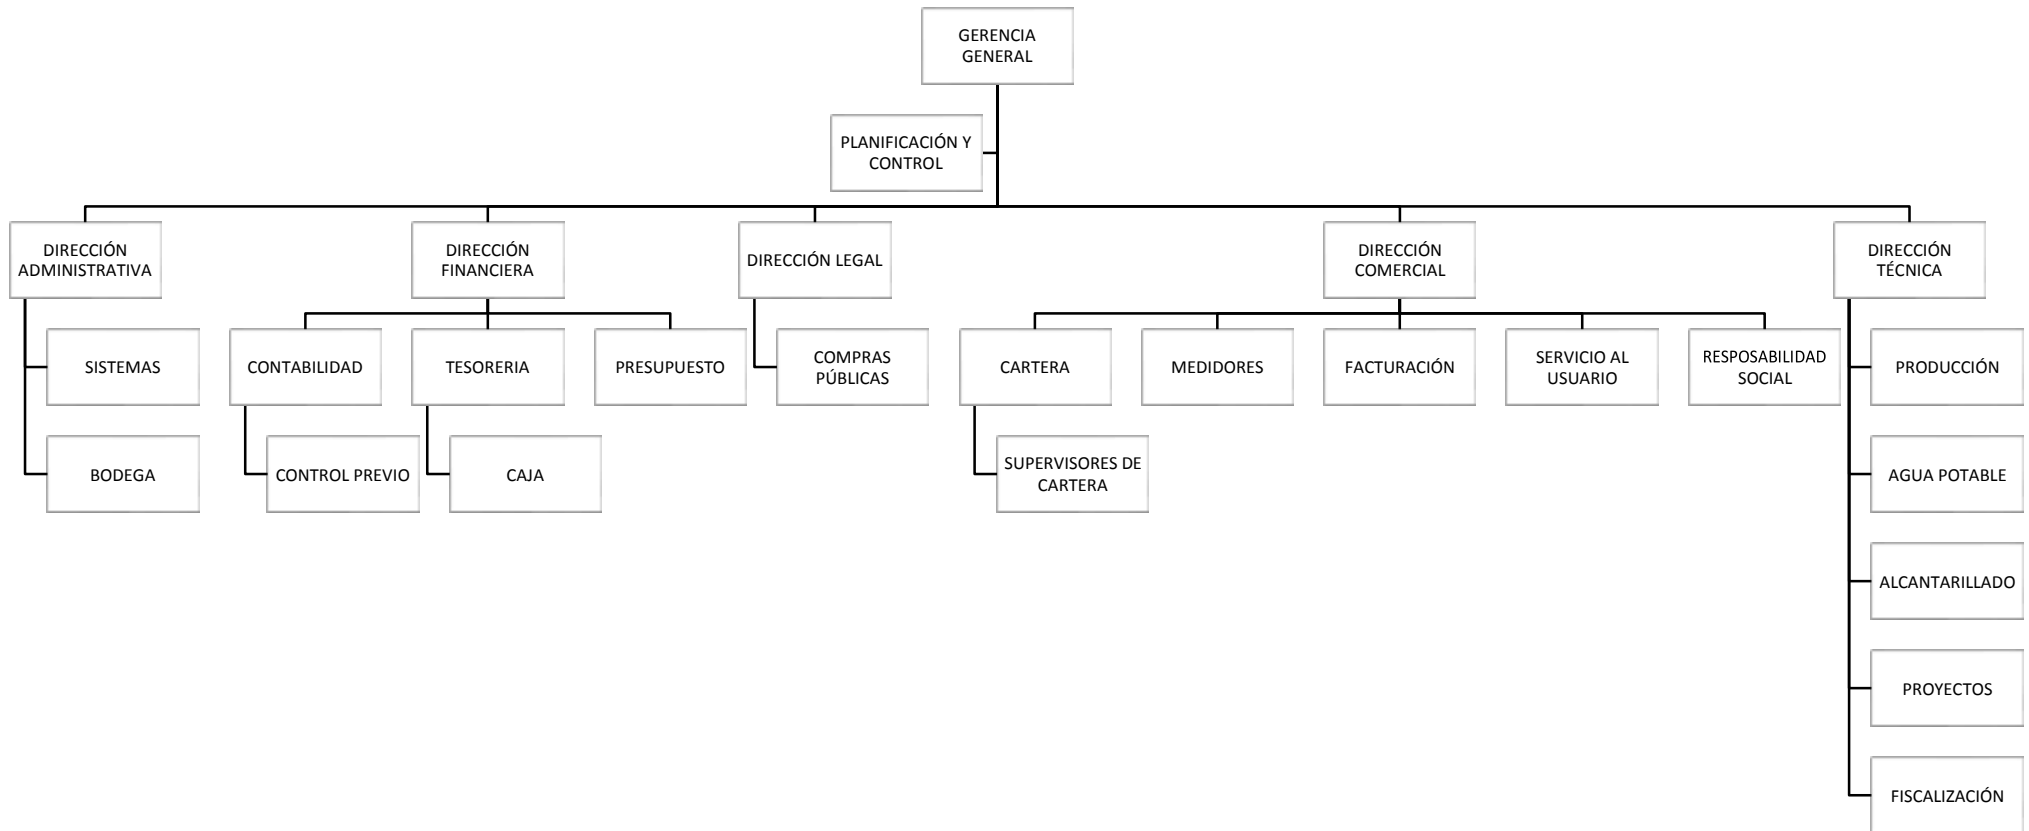 GERENCIA
GENERAL
PLANIFICACIÓN Y
CONTROL
DIRECCIÓN
ADMINISTRATIVA
DIRECCIÓN
FINANCIERA
DIRECCIÓN LEGAL
DIRECCIÓN
COMERCIAL
DIRECCIÓN
TÉCNICA
SISTEMAS
CONTABILIDAD
TESORERIA
PRESUPUESTO
COMPRAS
PÚBLICAS
CARTERA
MEDIDORES
FACTURACIÓN
SERVICIO AL
USUARIO
RESPOSABILIDAD
SOCIAL
PRODUCCIÓN
BODEGA
CONTROL PREVIO
CAJA
SUPERVISORES DE
CARTERA
AGUA POTABLE
ALCANTARILLADO
PROYECTOS
FISCALIZACIÓN